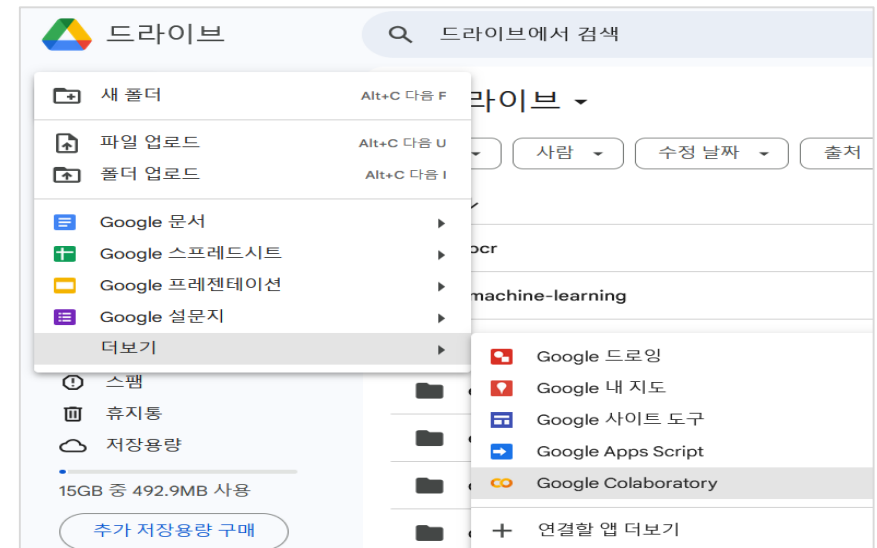 드라이브
드라이브에서 검색
새 폴더 Alt+C 다음 F
라이브
파일 업로드 Alt+C 다음 U
사람
수정 날짜
출처
폴더 업로드 Alt+C 다음 I
Google 문서
Google 스프레드시트
ocr
Google 프레젠테이션
machine-learning
Google 설문지
더보기
Google 드로잉
Google 내 지도
Google 사이트 도구
Google Apps Script
Google Colaboratory
연결할 앱 더보기
스팸
휴지통
저장용량
15GB 중 492.9MB 사용
추가 저장용량 구매